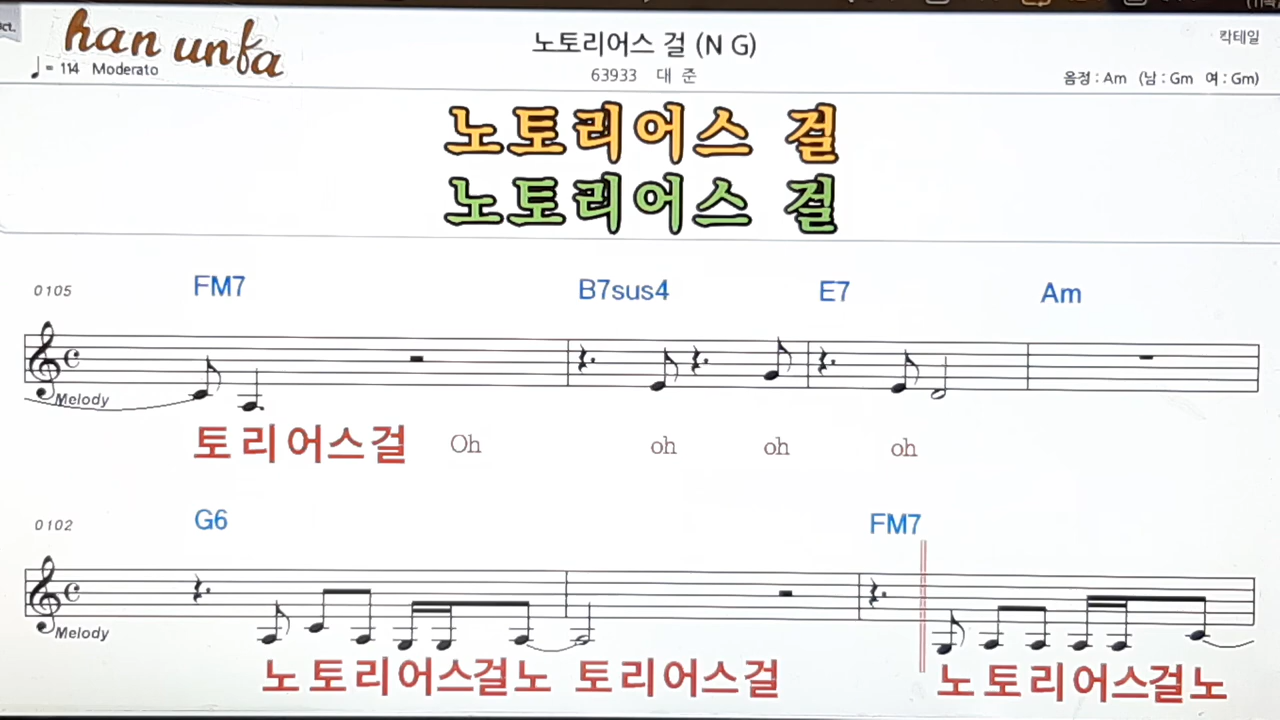 ct.
han unfa
노토리어스 걸 (N G)
칵테일
♩= 114 Moderato
63933 대 준
음정 : Am (남 : Gm 여 : Gm)
노토리어스 걸
노토리어스 걸
0105 FM7 B7sus4 E7 Am
Melody
토리어스걸 Oh oh oh oh
0102 G6 FM7
Melody
노토리어스걸노 토리어스걸 노토리어스걸노